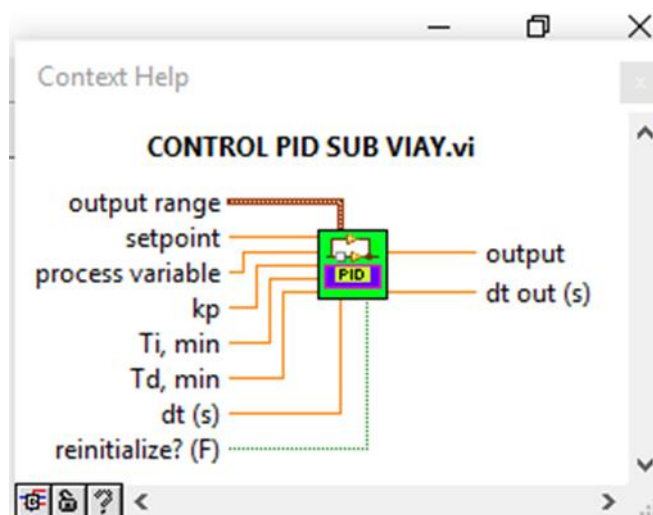 Context Help
CONTROL PID SUB VIAY.vi
output range
setpoint
process variable
kp
Ti, min
Td, min
dt (s)
reinitialize? (F)
PID
output
dt out (s)